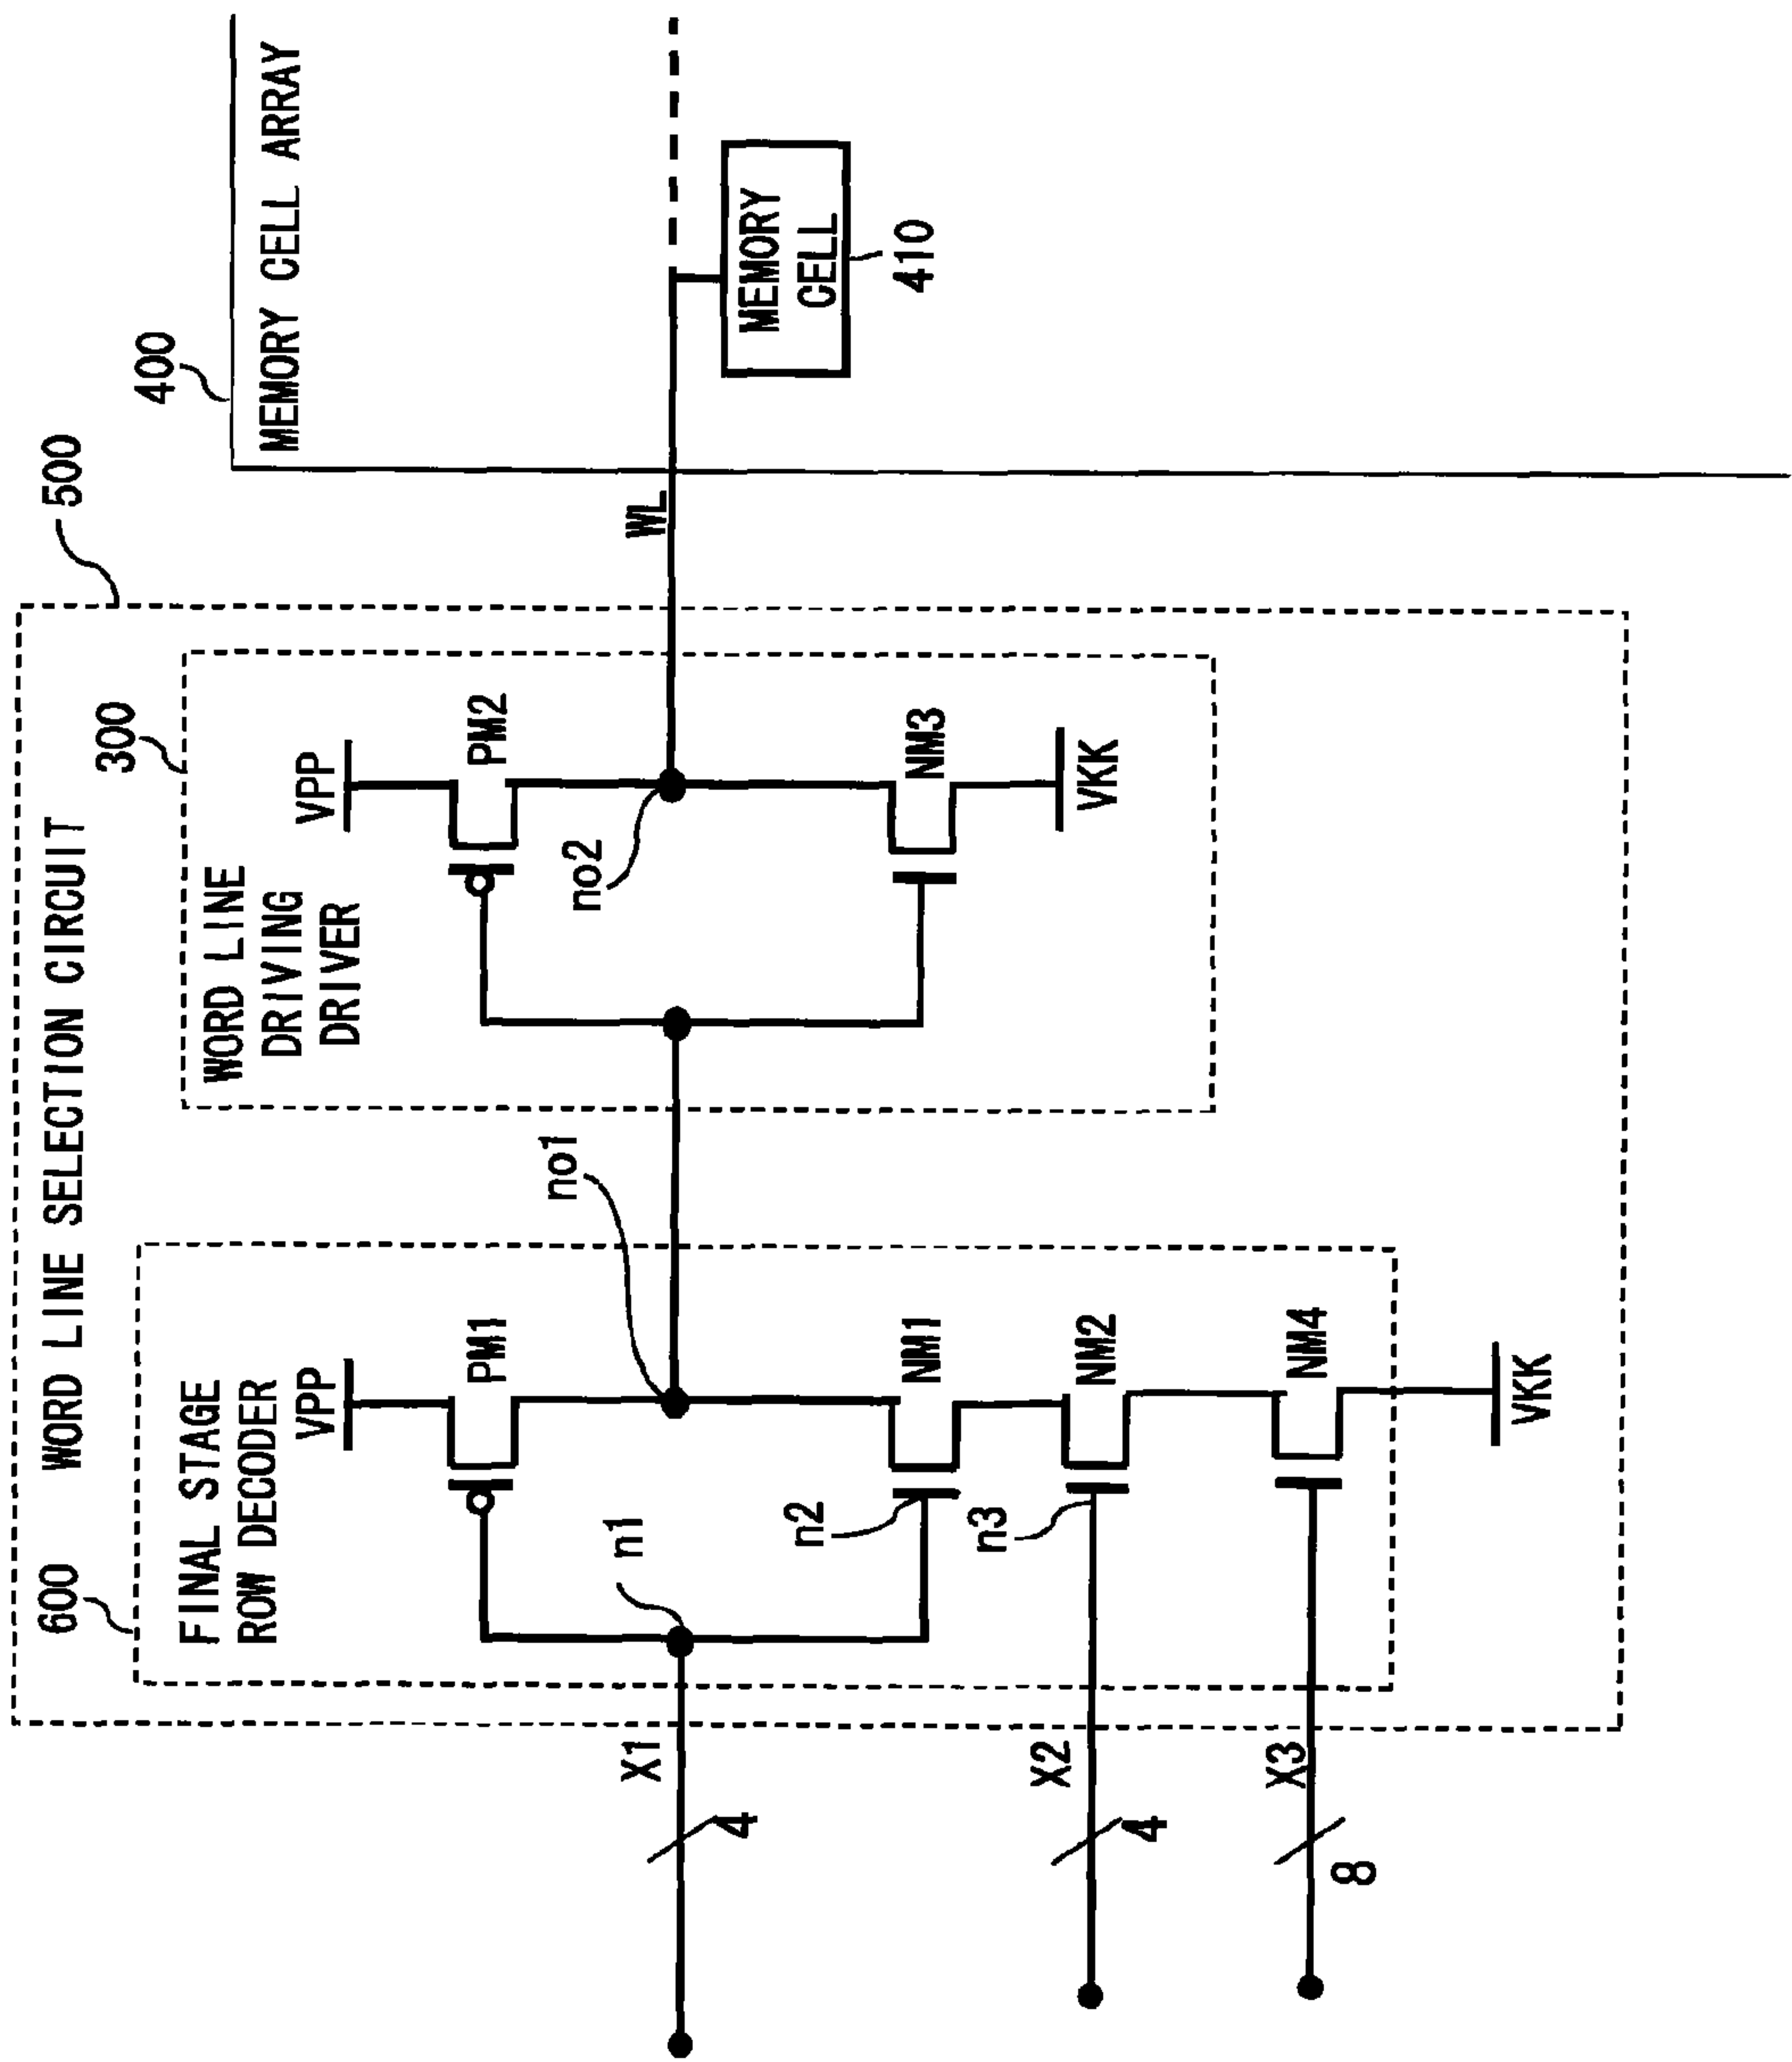 500
600 WORD LINE SELECTION CIRCUIT
400
MEMORY CELL ARRAY
300
WORD LINE
DRIVING
DRIVER
FINAL STAGE
ROW DECODER
VPP
PM1
VPP
PM2
no1
no2
WL
n1
X1
4
MEMORY
CELL
410
n2
NM1
NM3
n3
NM2
X2
4
VKK
NM4
X3
8
VKK